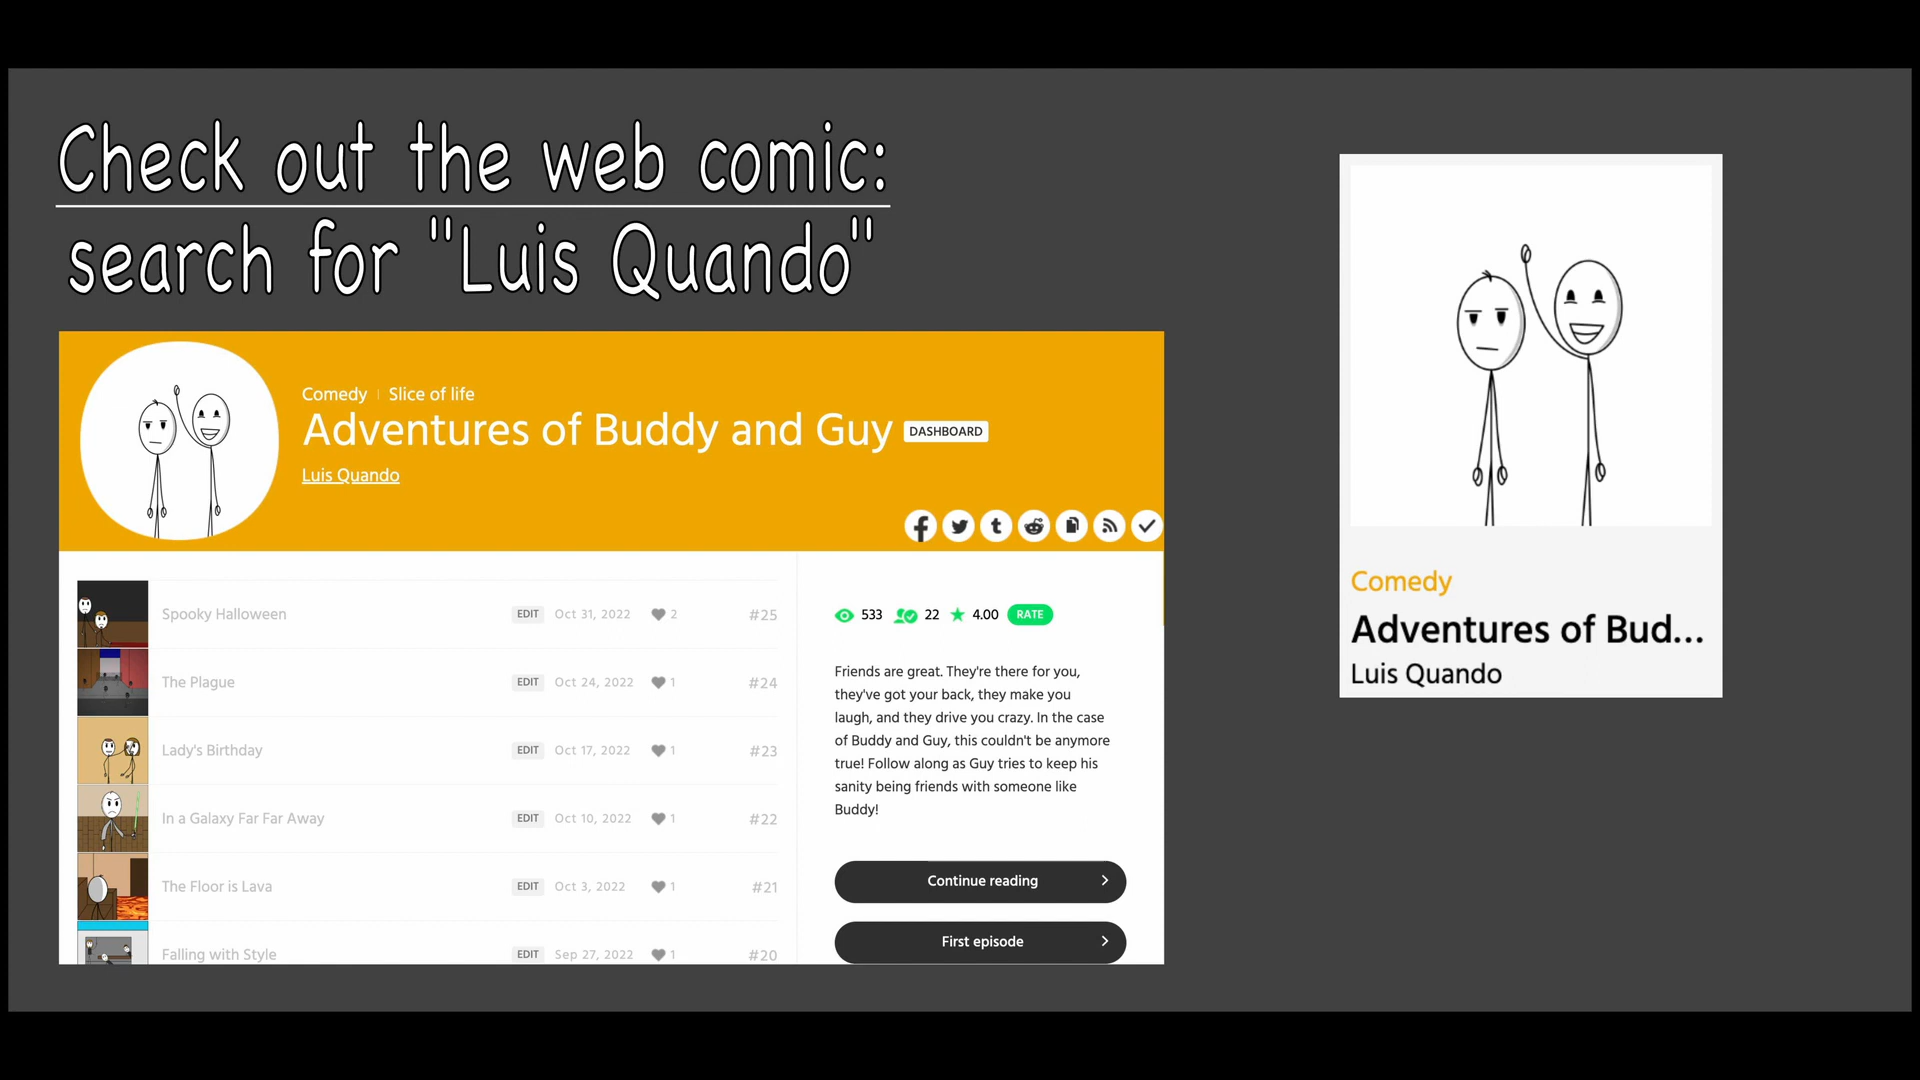 Check out the web comic:
search for "Luis Quando"
Comedy | Slice of life
Adventures of Buddy and Guy DASHBOARD
Luis Quando
Spooky Halloween EDIT Oct 31, 2022 2 #25
The Plague EDIT Oct 24, 2022 1 #24
Lady's Birthday EDIT Oct 17, 2022 1 #23
In a Galaxy Far Far Away EDIT Oct 10, 2022 1 #22
The Floor is Lava EDIT Oct 3, 2022 1 #21
Falling with Style EDIT Sep 27, 2022 1 #20
533 22 4.00 RATE
Friends are great. They're there for you,
they've got your back, they make you
laugh, and they drive you crazy. In the case
of Buddy and Guy, this couldn't be anymore
true! Follow along as Guy tries to keep his
sanity being friends with someone like
Buddy!
Continue reading
First episode
Comedy
Adventures of Bud...
Luis Quando